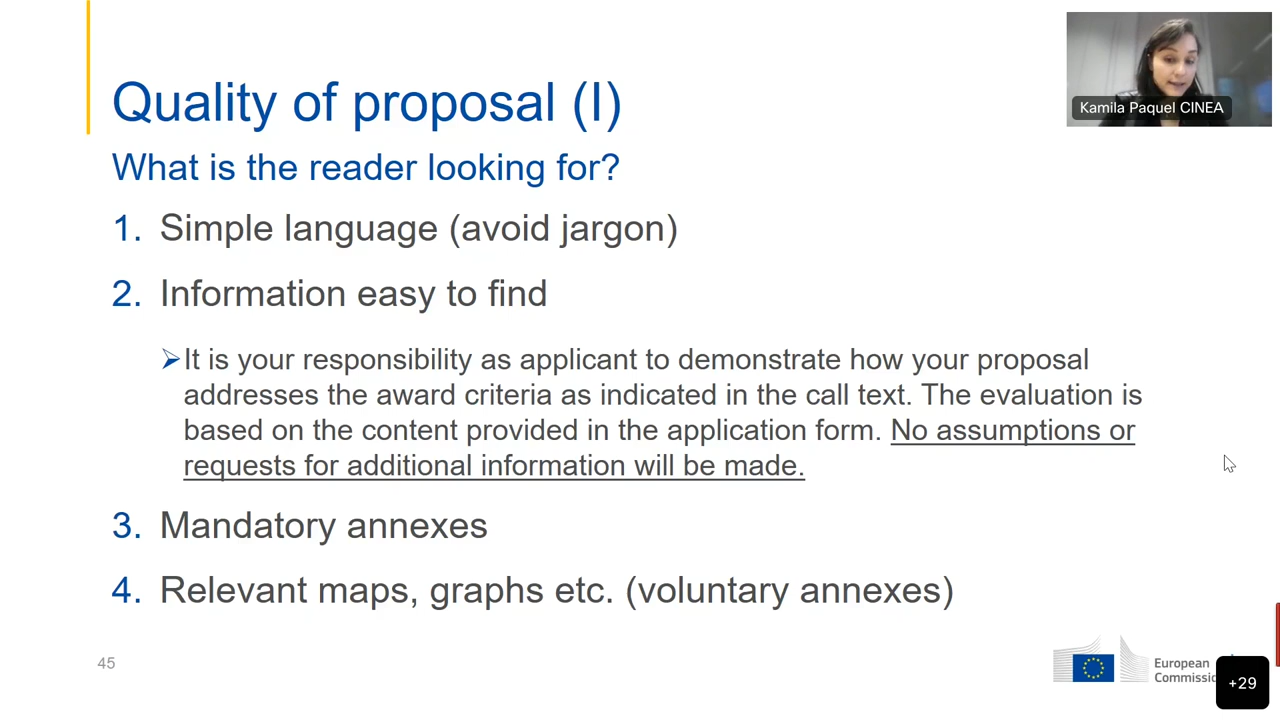 Kamila Paquel CINEA
Quality of proposal (I)
What is the reader looking for?
1. Simple language (avoid jargon)
2. Information easy to find
➢It is your responsibility as applicant to demonstrate how your proposal
addresses the award criteria as indicated in the call text. The evaluation is
based on the content provided in the application form. No assumptions or
requests for additional information will be made.
3. Mandatory annexes
4. Relevant maps, graphs etc. (voluntary annexes)
45
European
+29